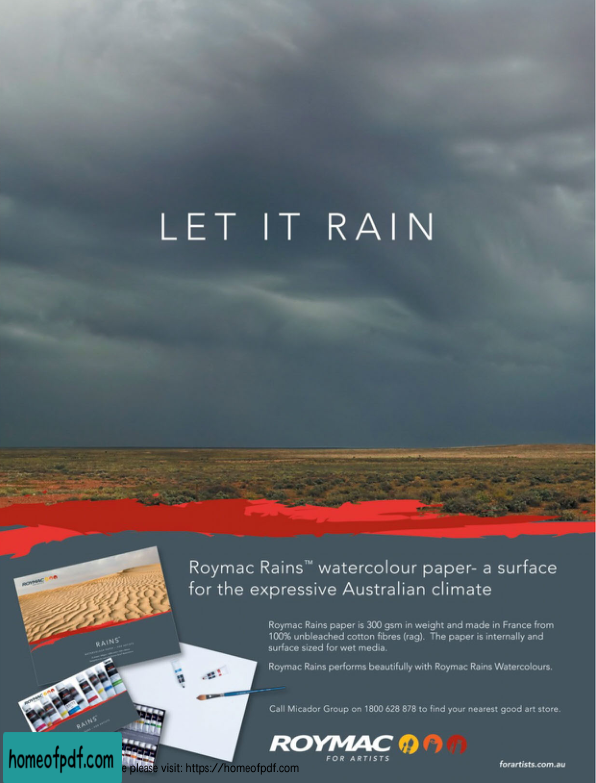 LET IT RAIN
Roymac Rains™ watercolour paper- a surface
for the expressive Australian climate
Roymac Rains paper is 300 gsm in weight and made in France from
100% unbleached cotton fibres (rag). The paper is internally and
surface sized for wet media.
Roymac Rains performs beautifully with Roymac Rains Watercolours.
Call Micador Group on 1800 628 878 to find your nearest good art store.
ROYMAC
RAINS
ROYMAC
RAINS
ROYMAC
FOR ARTISTS
forartists.com.au
homeofpdf.com
please visit: https://homeofpdf.com